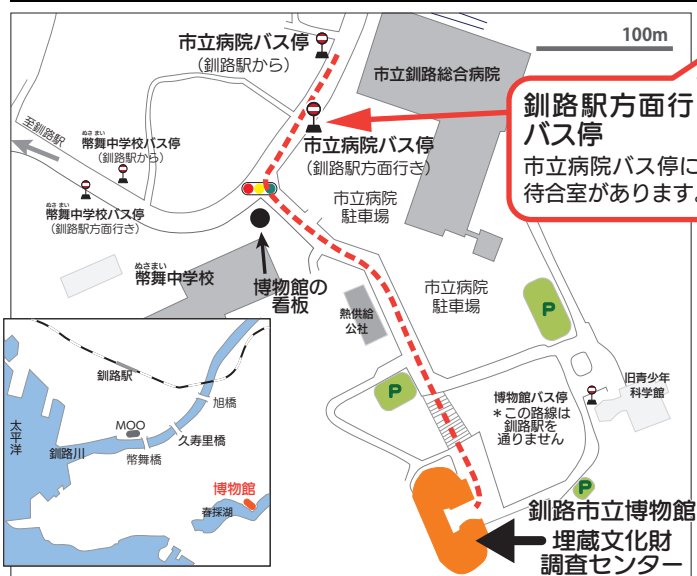 100m
市立病院バス停
(釧路駅から)
市立釧路総合病院
釧路駅方面行
バス停
市立病院バス停に
待合室があります。
至釧路駅
ぬさ まい
幣舞中学校バス停
(釧路駅から)
市立病院バス停
(釧路駅方面行き)
ぬさ まい
幣舞中学校バス停
(釧路駅方面行き)
市立病院
駐車場
ぬさまい
幣舞中学校
博物館の
看板
市立病院
駐車場
熱供給
公社
P
P
P
博物館バス停
*この路線は
釧路駅を
通りません
旧青少年
科学館
釧路市立博物館
埋蔵文化財
調査センター
釧路駅
旭橋
MOO
久寿里橋
太平洋
釧路川
幣舞橋
博物館
春採湖